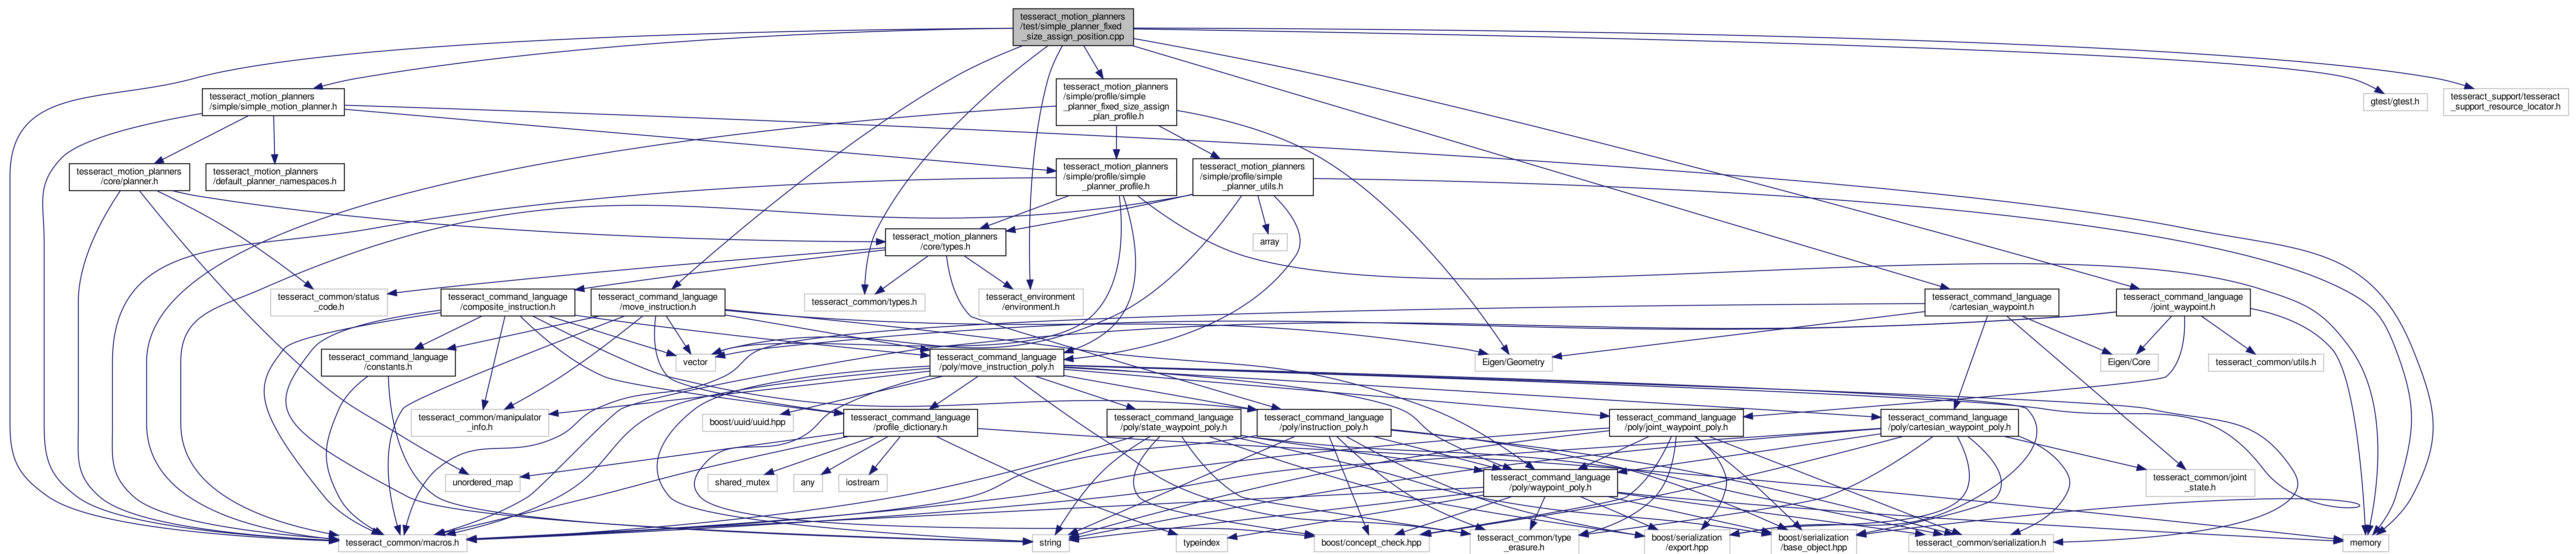 tesseract_motion_planners
/test/simple_planner_fixed
_size_assign_position.cpp
tesseract_motion_planners
/simple/simple_motion_planner.h
tesseract_motion_planners
/simple/profile/simple
_planner_fixed_size_assign
_plan_profile.h
gtest/gtest.h
tesseract_support/tesseract
_support_resource_locator.h
tesseract_motion_planners
/core/planner.h
tesseract_motion_planners
/default_planner_namespaces.h
tesseract_motion_planners
/simple/profile/simple
_planner_profile.h
tesseract_motion_planners
/simple/profile/simple
_planner_utils.h
tesseract_motion_planners
/core/types.h
array
tesseract_common/status
_code.h
tesseract_command_language
/composite_instruction.h
tesseract_command_language
/move_instruction.h
tesseract_common/types.h
tesseract_environment
/environment.h
tesseract_command_language
/cartesian_waypoint.h
tesseract_command_language
/joint_waypoint.h
tesseract_command_language
/constants.h
vector
tesseract_command_language
/poly/move_instruction_poly.h
Eigen/Geometry
Eigen/Core
tesseract_common/utils.h
tesseract_common/manipulator
_info.h
boost/uuid/uuid.hpp
tesseract_command_language
/profile_dictionary.h
tesseract_command_language
/poly/state_waypoint_poly.h
tesseract_command_language
/poly/instruction_poly.h
tesseract_command_language
/poly/joint_waypoint_poly.h
tesseract_command_language
/poly/cartesian_waypoint_poly.h
unordered_map
shared_mutex
any
iostream
tesseract_command_language
/poly/waypoint_poly.h
tesseract_common/joint
_state.h
tesseract_common/macros.h
string
typeindex
boost/concept_check.hpp
tesseract_common/type
_erasure.h
boost/serialization
/export.hpp
boost/serialization
/base_object.hpp
tesseract_common/serialization.h
memory